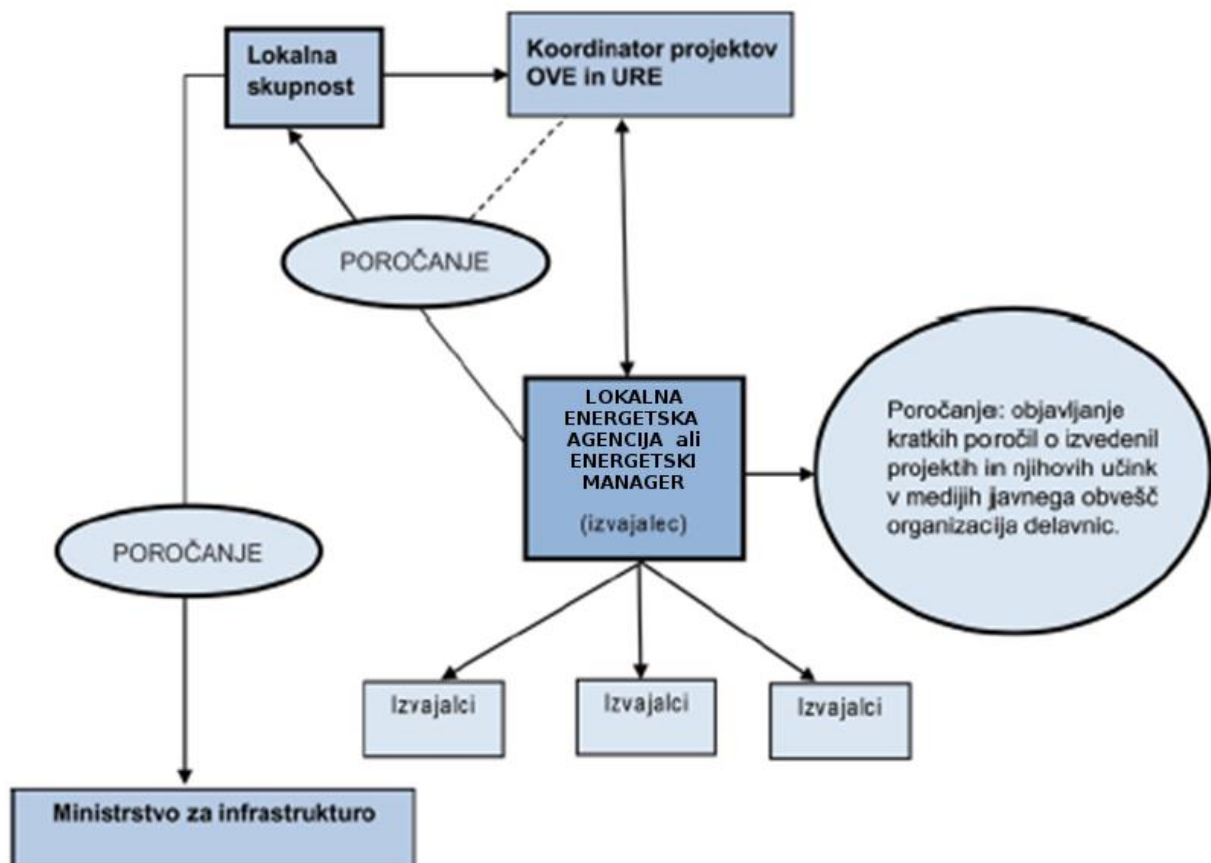 Lokalna
skupnost
Koordinator projektov
OVE in URE
POROČANJE
LOKALNA
ENERGETSKA
AGENCIJA ali
ENERGETSKI
MANAGER
(izvajalec)
Poročanje: objavljanje
kratkih poročil o izvedenil
projektih in njihovih učink
v medijih javnega obvešč
organizacija delavnic.
POROČANJE
Izvajalci
Izvajalci
Izvajalci
Ministrstvo za infrastrukturo